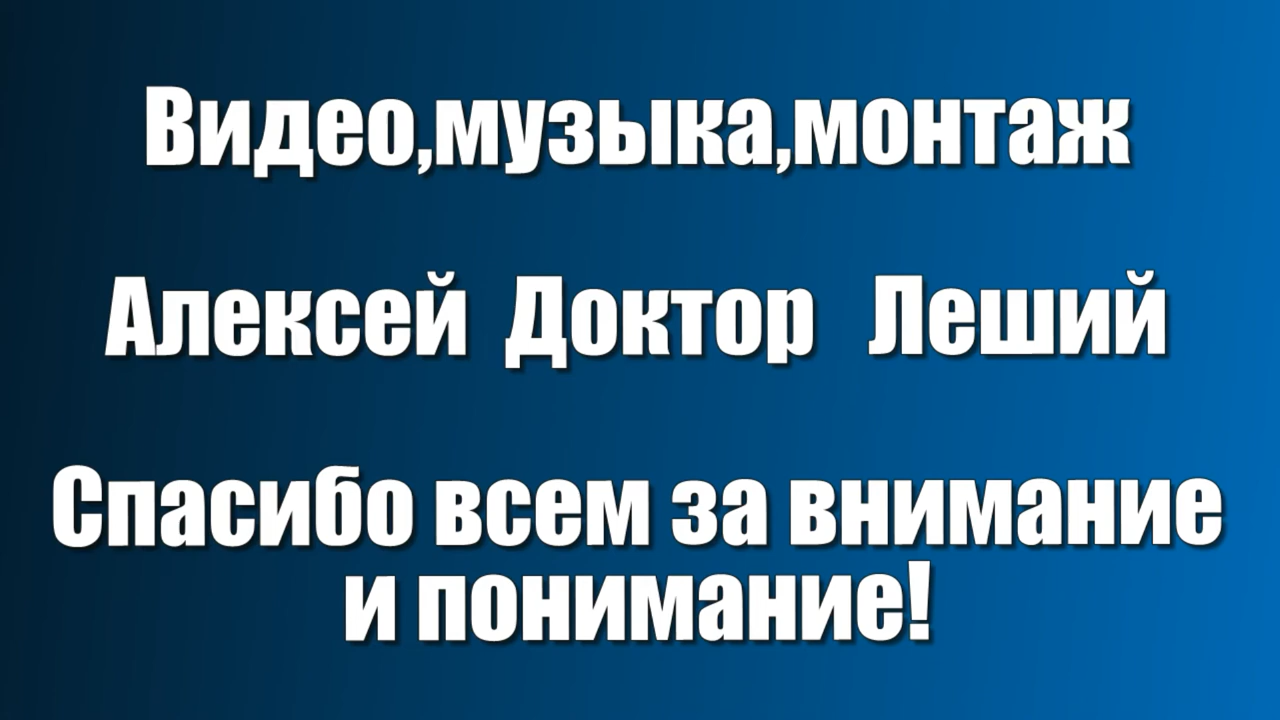 Видео,музыка,монтаж
Алексей Доктор Леший
Спасибо всем за внимание
и понимание!